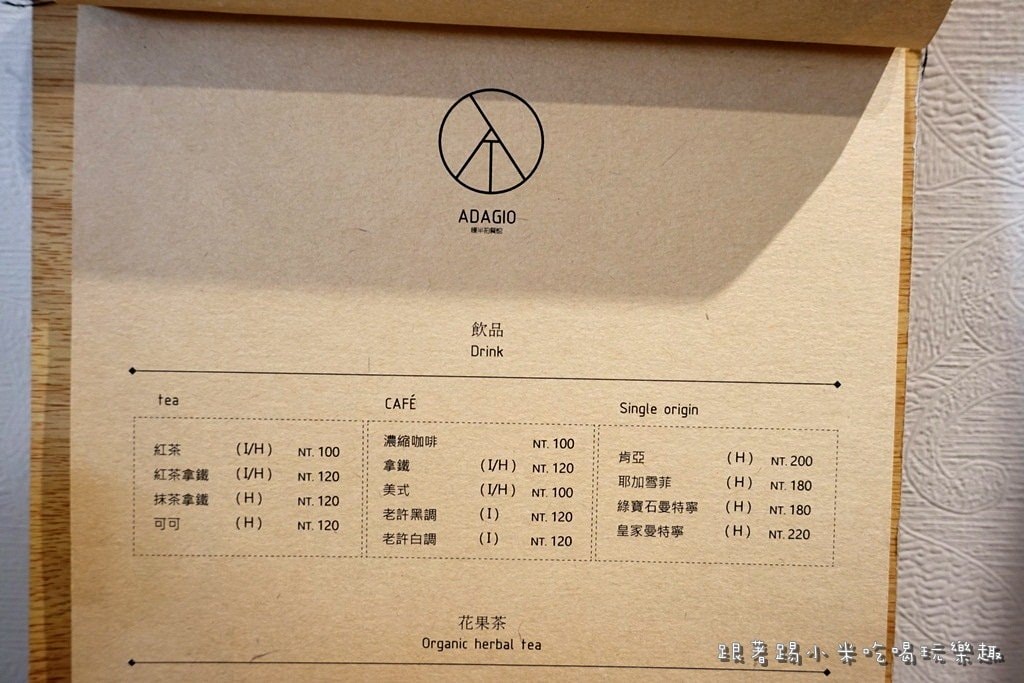 ADAGIO
飲品
Drink
tea
紅茶 (I/H) NT. 100
紅茶拿鐵 (I/H) NT. 120
抹茶拿鐵 (H) NT. 120
可可 (H) NT. 120
CAFÉ
濃縮咖啡 NT. 100
拿鐵 (I/H) NT. 120
美式 (I/H) NT. 100
老許黑調 (I) NT. 120
老許白調 (I) NT. 120
Single origin
肯亞 (H) NT. 200
耶加雪菲 (H) NT. 180
綠寶石曼特寧 (H) NT. 180
皇家曼特寧 (H) NT. 220
花果茶
Organic herbal tea
跟著踢小米吃喝玩樂趣